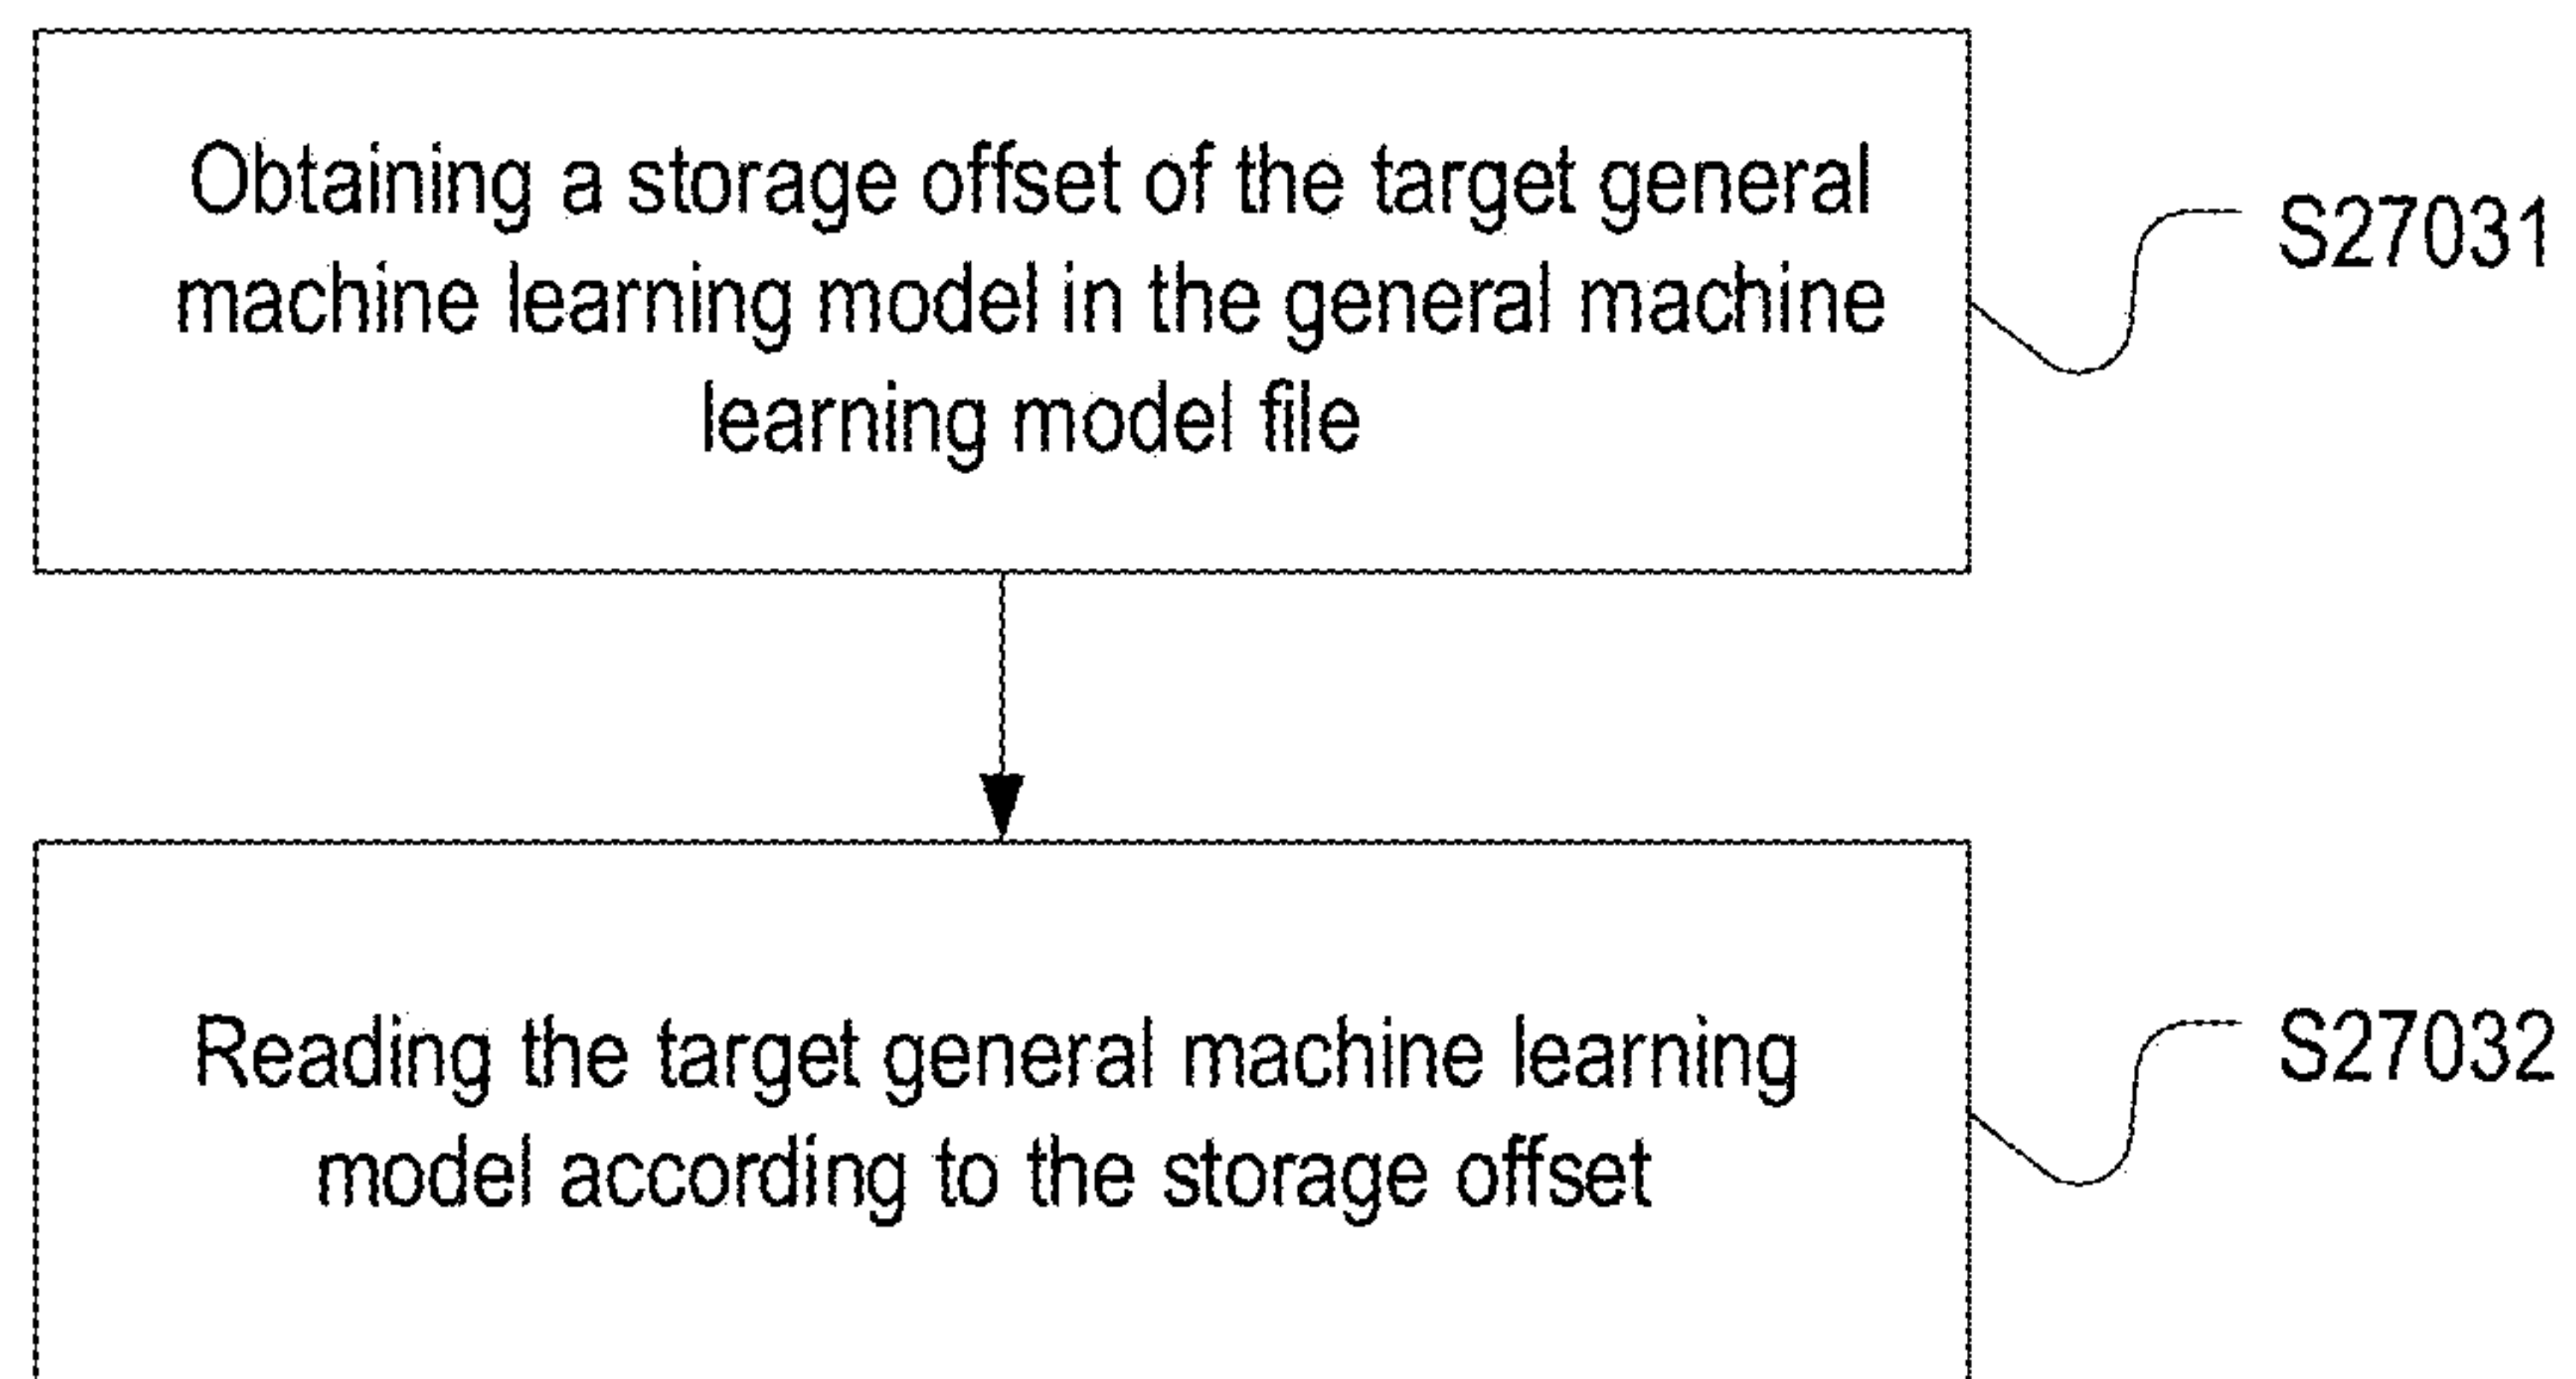 Obtaining a storage offset of the target general
machine learning model in the general machine
learning model file
S27031
Reading the target general machine learning
model according to the storage offset
S27032